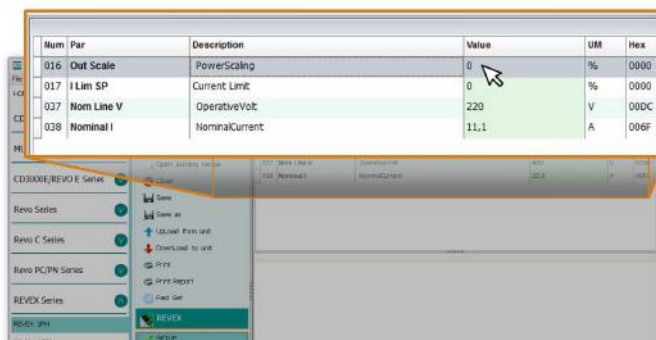 Num Par Description Value UM Hex
016 Out Scale PowerScaling 0 % 0000
017 I Lim SP Current Limit 0 % 0000
037 Nom Line V OperativeVolt 220 V 00DC
038 Nominal I NominalCurrent 11,1 A 006F
CD3000E/REVO E Series
Revo Series
Revo C Series
Revo PC/PN Series
REVEX Series
REVEX 1PH
Close
Save
Save as
UpLoad from unit
DownLoad to unit
Print
Print Report
Fast Set
REVEX
SETUP